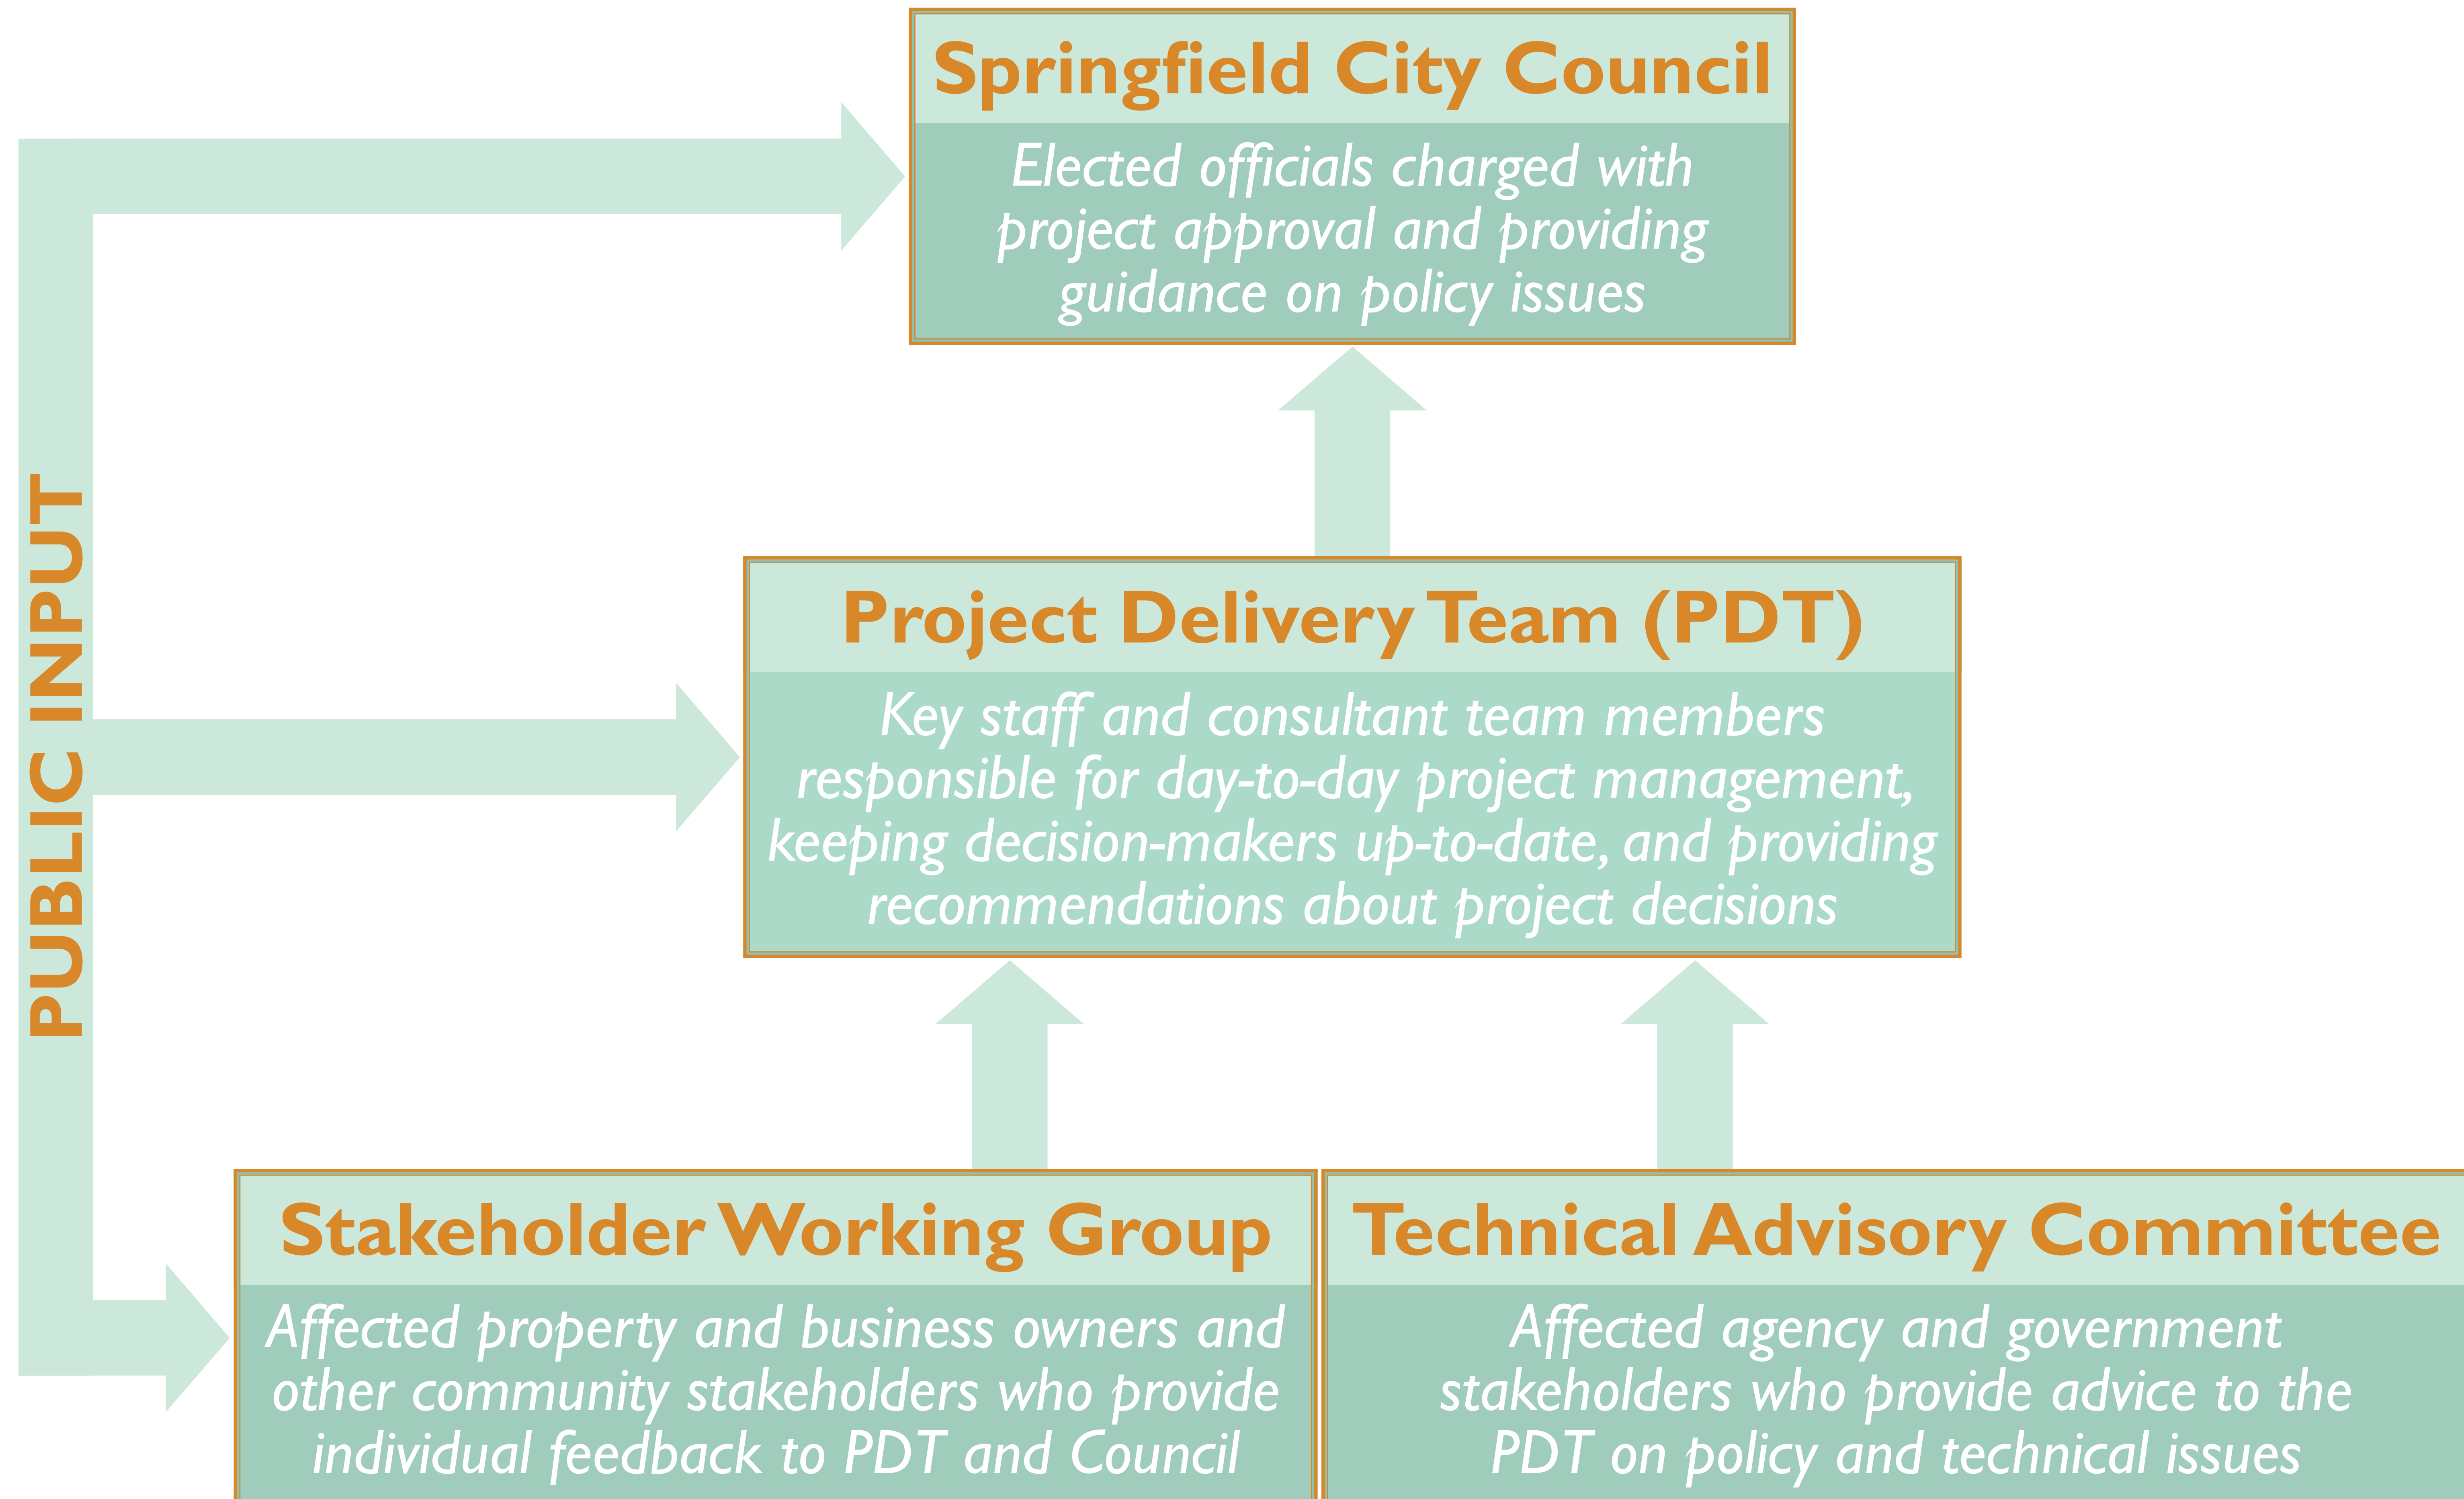 Springfield City Council
Elected officials charged with
project approval and providing
guidance on policy issues
PUBLIC INPUT
Project Delivery Team (PDT)
Key staff and consultant team members
responsible for day-to-day project management,
keeping decision-makers up-to-date, and providing
recommendations about project decisions
Stakeholder Working Group
Affected property and business owners and
other community stakeholders who provide
individual feedback to PDT and Council
Technical Advisory Committee
Affected agency and government
stakeholders who provide advice to the
PDT on policy and technical issues